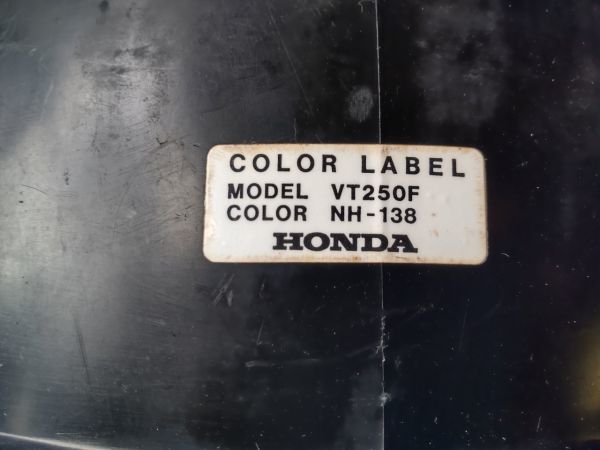 COLOR LABEL
MODEL VT250F
COLOR NH-138
HONDA